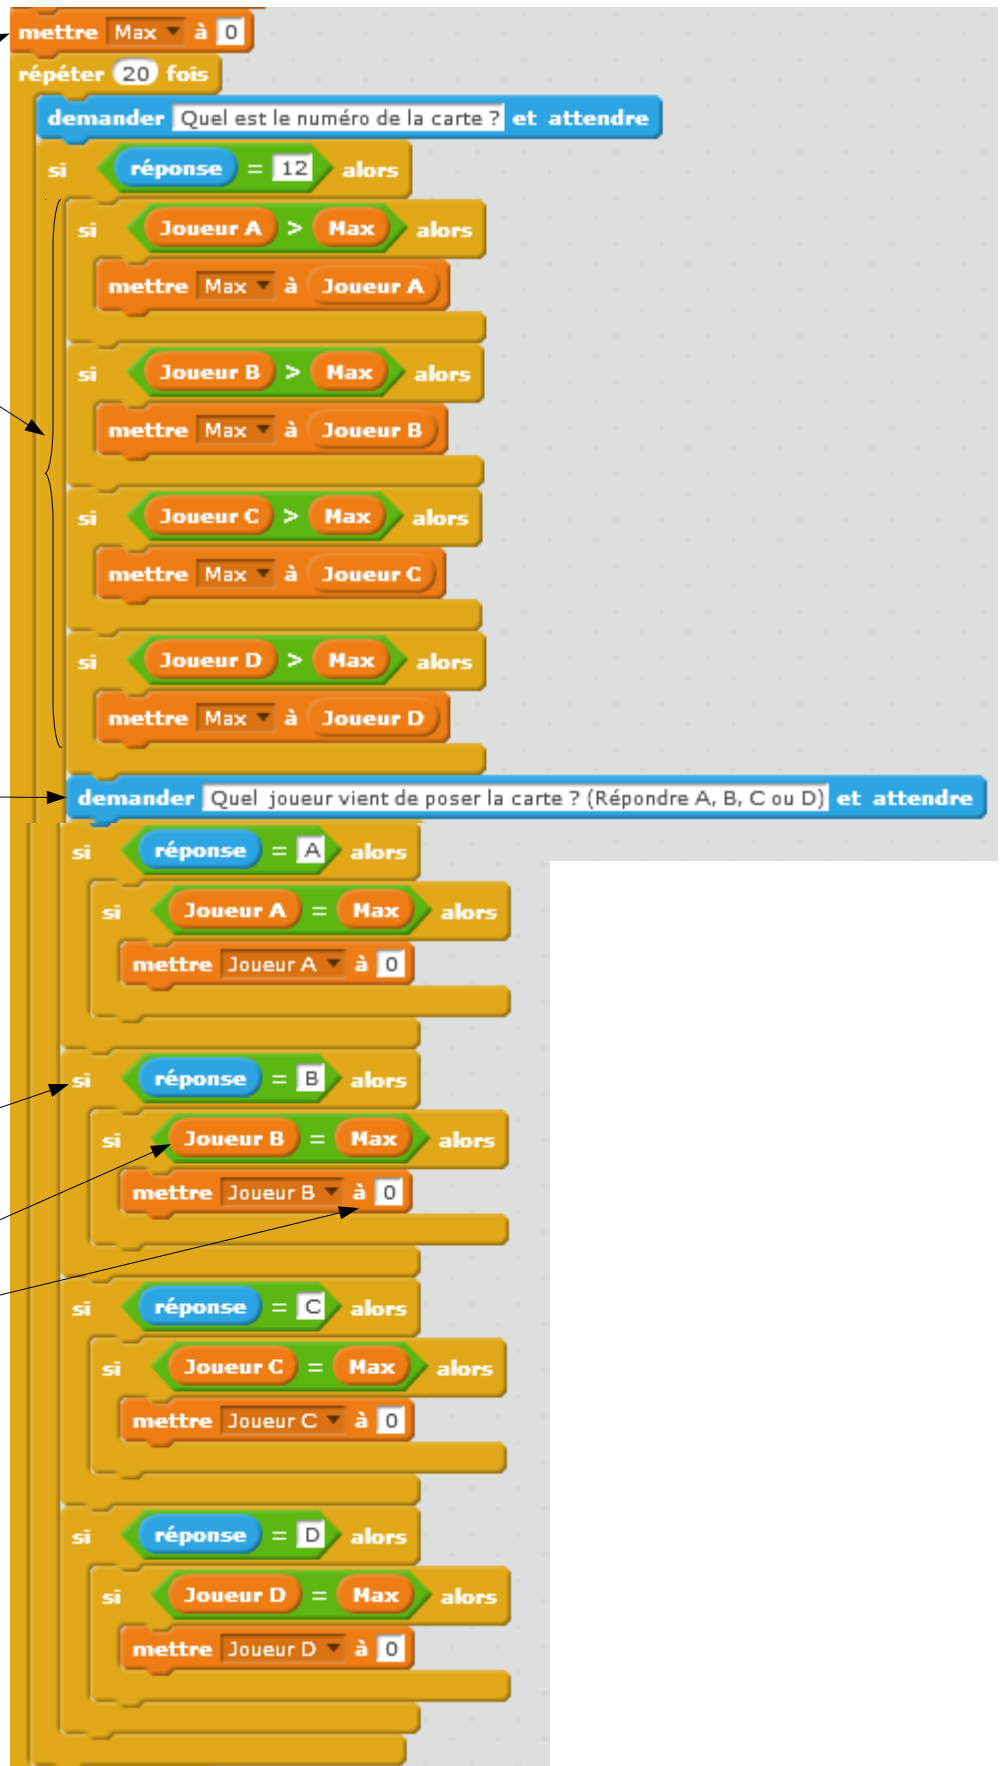 mettre Max à 0
répéter 20 fois
demander Quel est le numéro de la carte ? et attendre
si réponse = 12 alors
si Joueur A > Max alors
mettre Max à Joueur A
si Joueur B > Max alors
mettre Max à Joueur B
si Joueur C > Max alors
mettre Max à Joueur C
si Joueur D > Max alors
mettre Max à Joueur D
demander Quel joueur vient de poser la carte ? (Répondre A, B, C ou D) et attendre
si réponse = A alors
si Joueur A = Max alors
mettre Joueur A à 0
si réponse = B alors
si Joueur B = Max alors
mettre Joueur B à 0
si réponse = C alors
si Joueur C = Max alors
mettre Joueur C à 0
si réponse = D alors
si Joueur D = Max alors
mettre Joueur D à 0